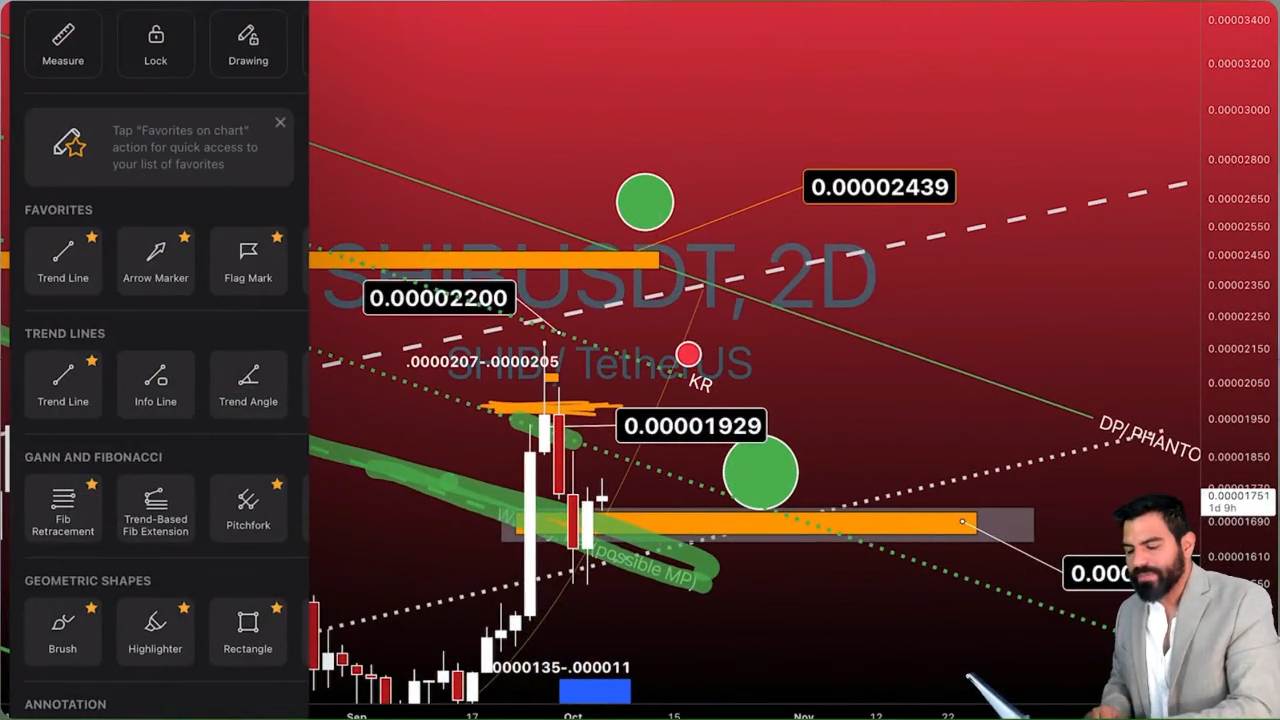 Measure
Lock
Drawing
Tap "Favorites on chart"
action for quick access to
your list of favorites
FAVORITES
Trend Line
Arrow Marker
Flag Mark
TREND LINES
Trend Line
Info Line
Trend Angle
GANN AND FIBONACCI
Fib
Retracement
Trend-Based
Fib Extension
Pitchfork
GEOMETRIC SHAPES
Brush
Highlighter
Rectangle
ANNOTATION
SHIBUSDT, 2D
SHIB / TetherUS
0.00002439
0.00002200
.0000207-.0000205
KR
0.00001929
DP/PHANTO
possible MP)
0.000
0000135-.000011
0.00003400
0.00003200
0.00003000
0.00002800
0.00002650
0.00002550
0.00002450
0.00002350
0.00002250
0.00002150
0.00002050
0.00001950
0.00001850
0.00001751
1d 9h
0.00001690
0.00001610
Sep
17
Oct
15
Nov
12
22